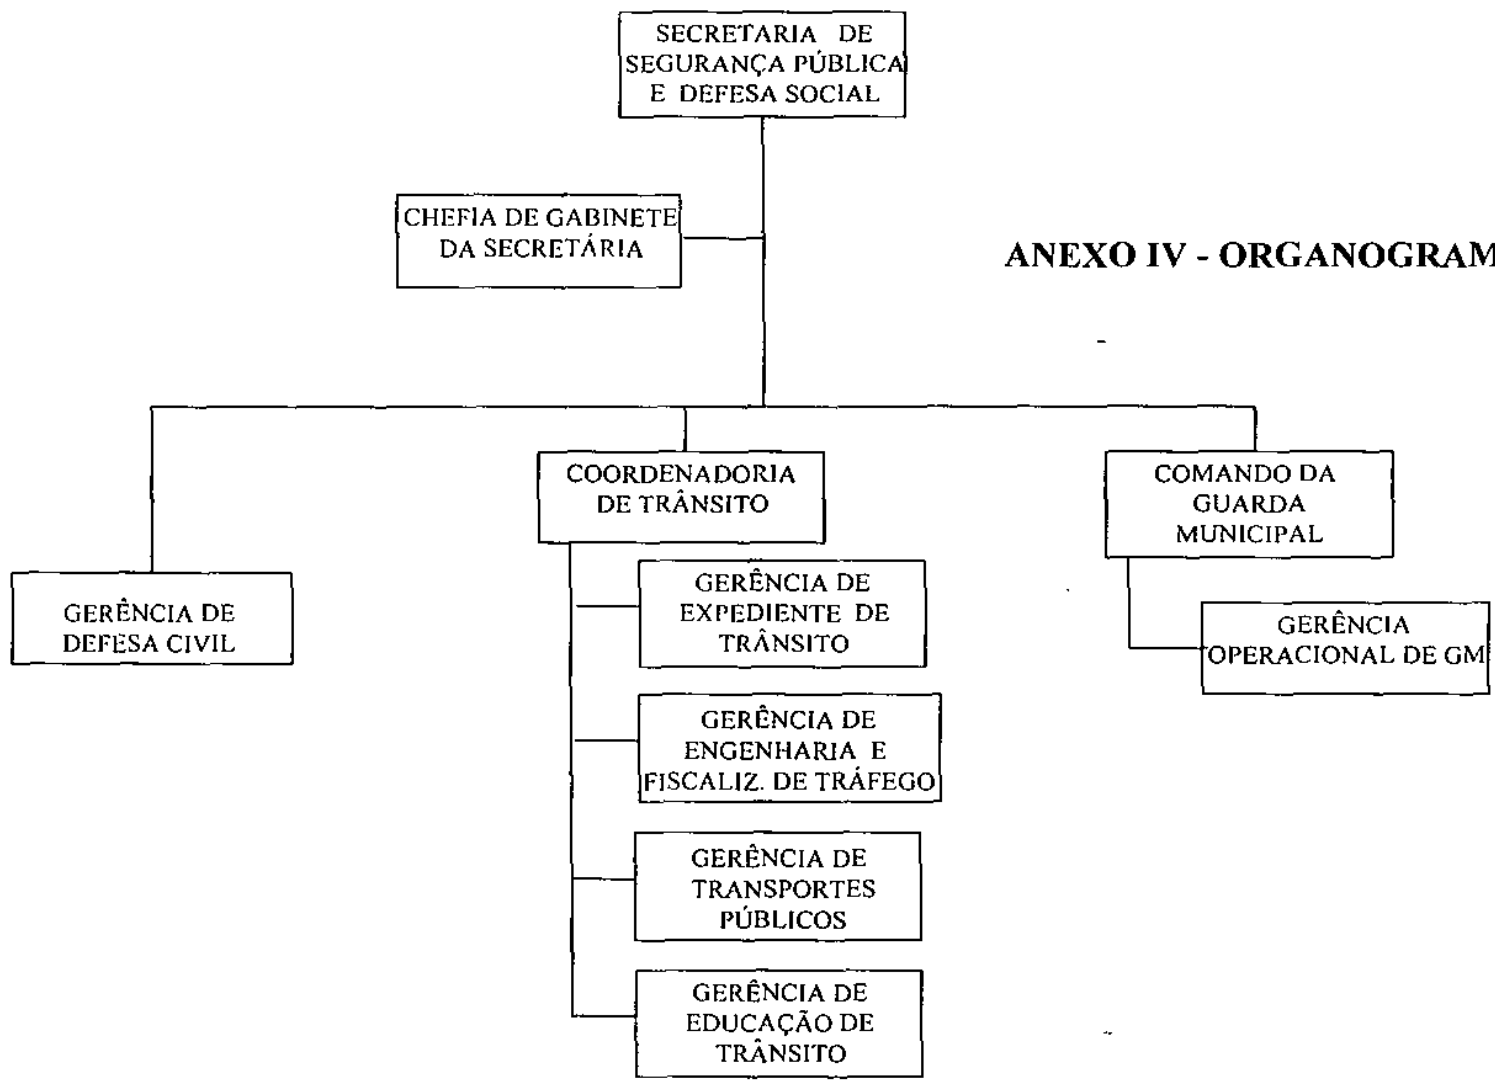 SECRETARIA DE
SEGURANÇA PÚBLICA
E DEFESA SOCIAL
CHEFIA DE GABINETE
DA SECRETÁRIA
ANEXO IV - ORGANOGRAM
COORDENADORIA
DE TRÂNSITO
COMANDO DA
GUARDA
MUNICIPAL
GERÊNCIA DE
DEFESA CIVIL
GERÊNCIA DE
EXPEDIENTE DE
TRÂNSITO
GERÊNCIA
OPERACIONAL DE GM
GERÊNCIA DE
ENGENHARIA E
FISCALIZ. DE TRÁFEGO
GERÊNCIA DE
TRANSPORTES
PÚBLICOS
GERÊNCIA DE
EDUCAÇÃO DE
TRÂNSITO